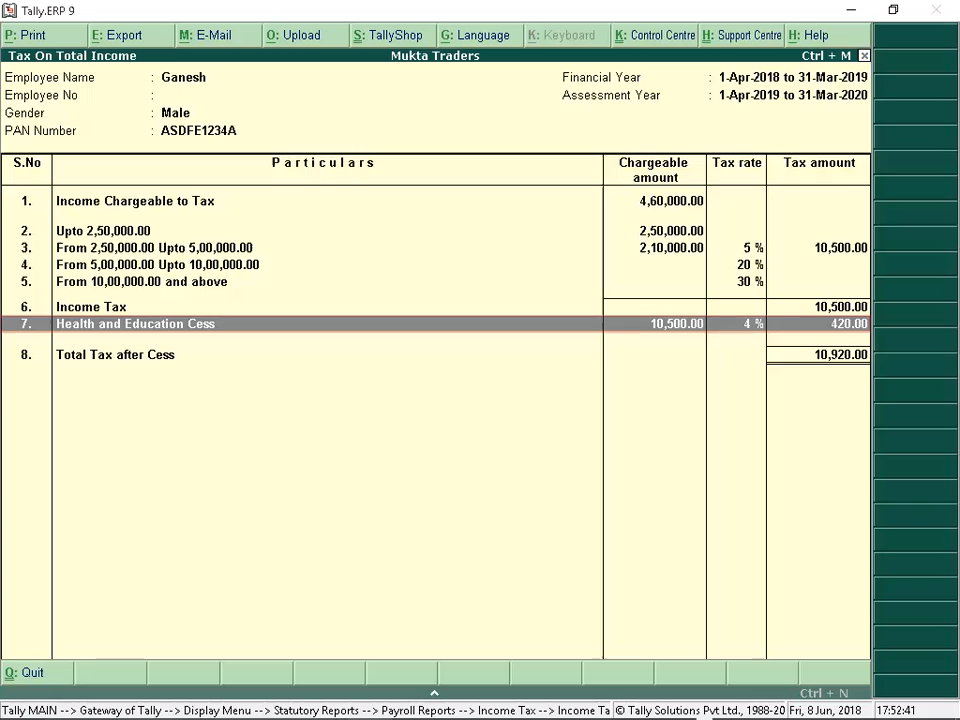 Tally.ERP 9
P: Print E: Export M: E-Mail O: Upload S: TallyShop G: Language K: Keyboard K: Control Centre H: Support Centre H: Help
Tax On Total Income Mukta Traders Ctrl + M
Employee Name : Ganesh Financial Year : 1-Apr-2018 to 31-Mar-2019
Employee No : Assessment Year : 1-Apr-2019 to 31-Mar-2020
Gender : Male
PAN Number : ASDFE1234A
S.No Particulars Chargeable amount Tax rate Tax amount
1. Income Chargeable to Tax 4,60,000.00
2. Upto 2,50,000.00 2,50,000.00
3. From 2,50,000.00 Upto 5,00,000.00 2,10,000.00 5 % 10,500.00
4. From 5,00,000.00 Upto 10,00,000.00 20 %
5. From 10,00,000.00 and above 30 %
6. Income Tax 10,500.00
7. Health and Education Cess 10,500.00 4 % 420.00
8. Total Tax after Cess 10,920.00
Q: Quit
Ctrl + N
Tally MAIN --> Gateway of Tally --> Display Menu --> Statutory Reports --> Payroll Reports --> Income Tax --> Income Ta © Tally Solutions Pvt Ltd., 1988-20 Fri, 8 Jun, 2018 17:52:41